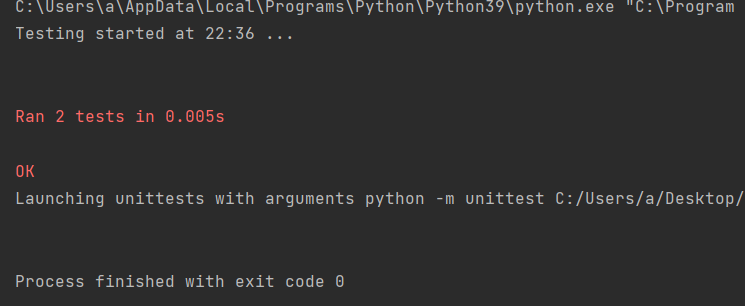 C:\Users\a\AppData\Local\Programs\Python\Python39\python.exe "C:\Program
Testing started at 22:36 ...
Ran 2 tests in 0.005s
OK
Launching unittests with arguments python -m unittest C:/Users/a/Desktop/
Process finished with exit code 0